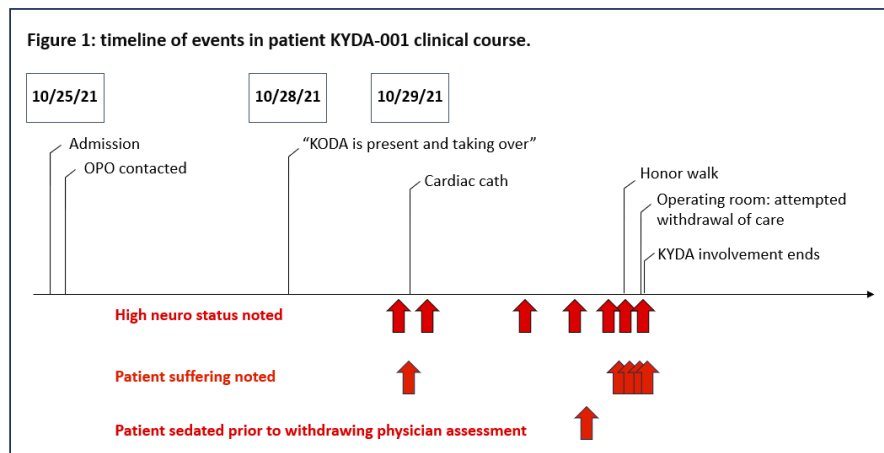 Figure 1: timeline of events in patient KYDA-001 clinical course.
10/25/21
10/28/21
10/29/21
Admission
OPO contacted
“KODA is present and taking over”
Cardiac cath
Honor walk
Operating room: attempted
withdrawal of care
KYDA involvement ends
High neuro status noted
Patient suffering noted
Patient sedated prior to withdrawing physician assessment